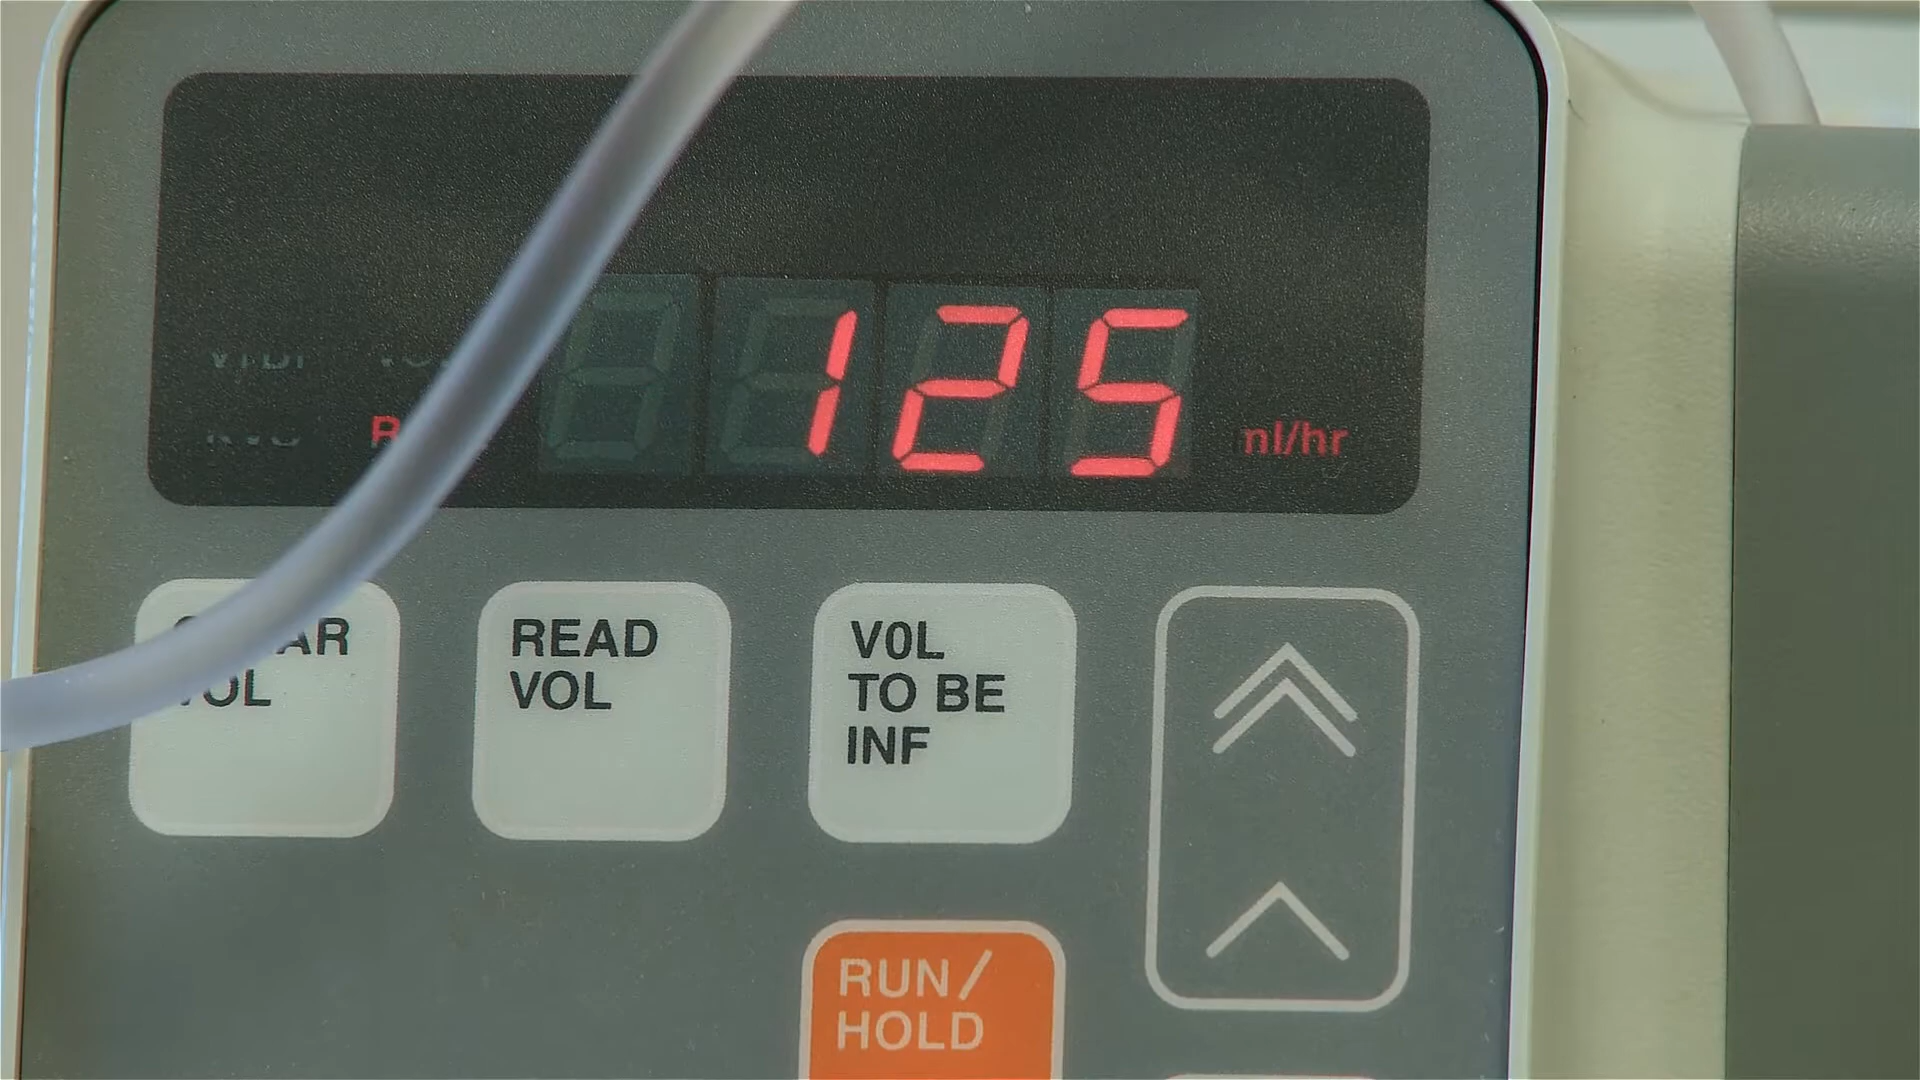 125 nl/hr
READ
VOL
V0L
TO BE
INF
RUN/
HOLD